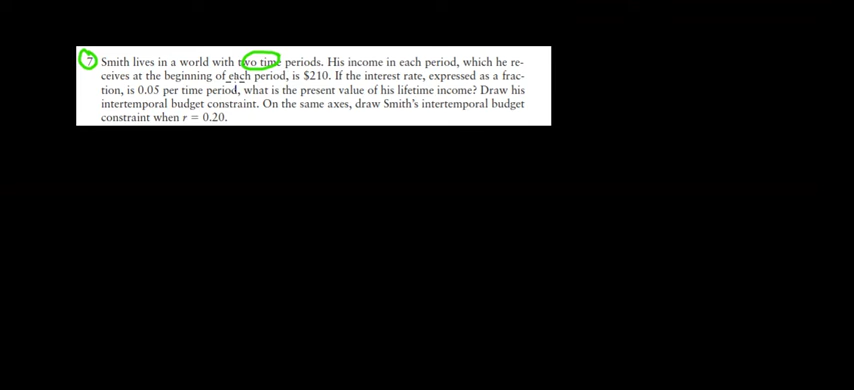 7 Smith lives in a world with two time periods. His income in each period, which he re-
ceives at the beginning of each period, is $210. If the interest rate, expressed as a frac-
tion, is 0.05 per time period, what is the present value of his lifetime income? Draw his
intertemporal budget constraint. On the same axes, draw Smith's intertemporal budget
constraint when r = 0.20.